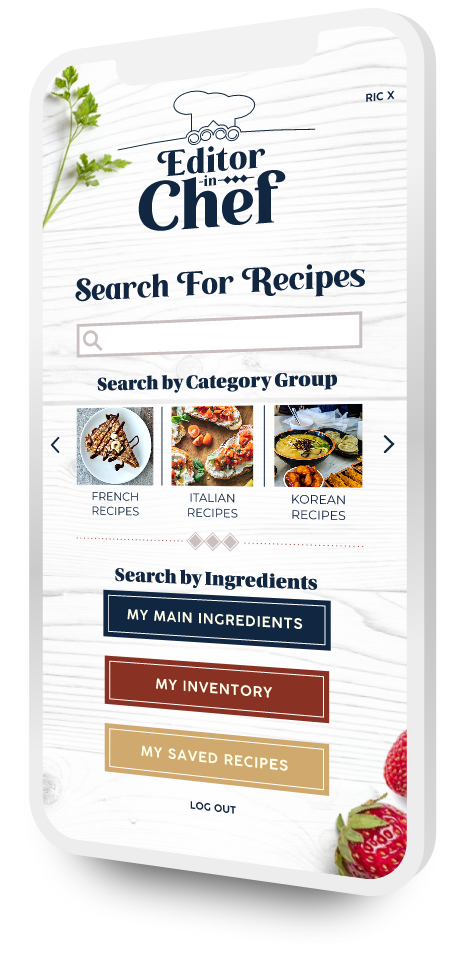 RIC X
Editor
-in-
Chef
Search For Recipes
Search by Category Group
FRENCH
RECIPES
ITALIAN
RECIPES
KOREAN
RECIPES
Search by Ingredients
MY MAIN INGREDIENTS
MY INVENTORY
MY SAVED RECIPES
LOG OUT